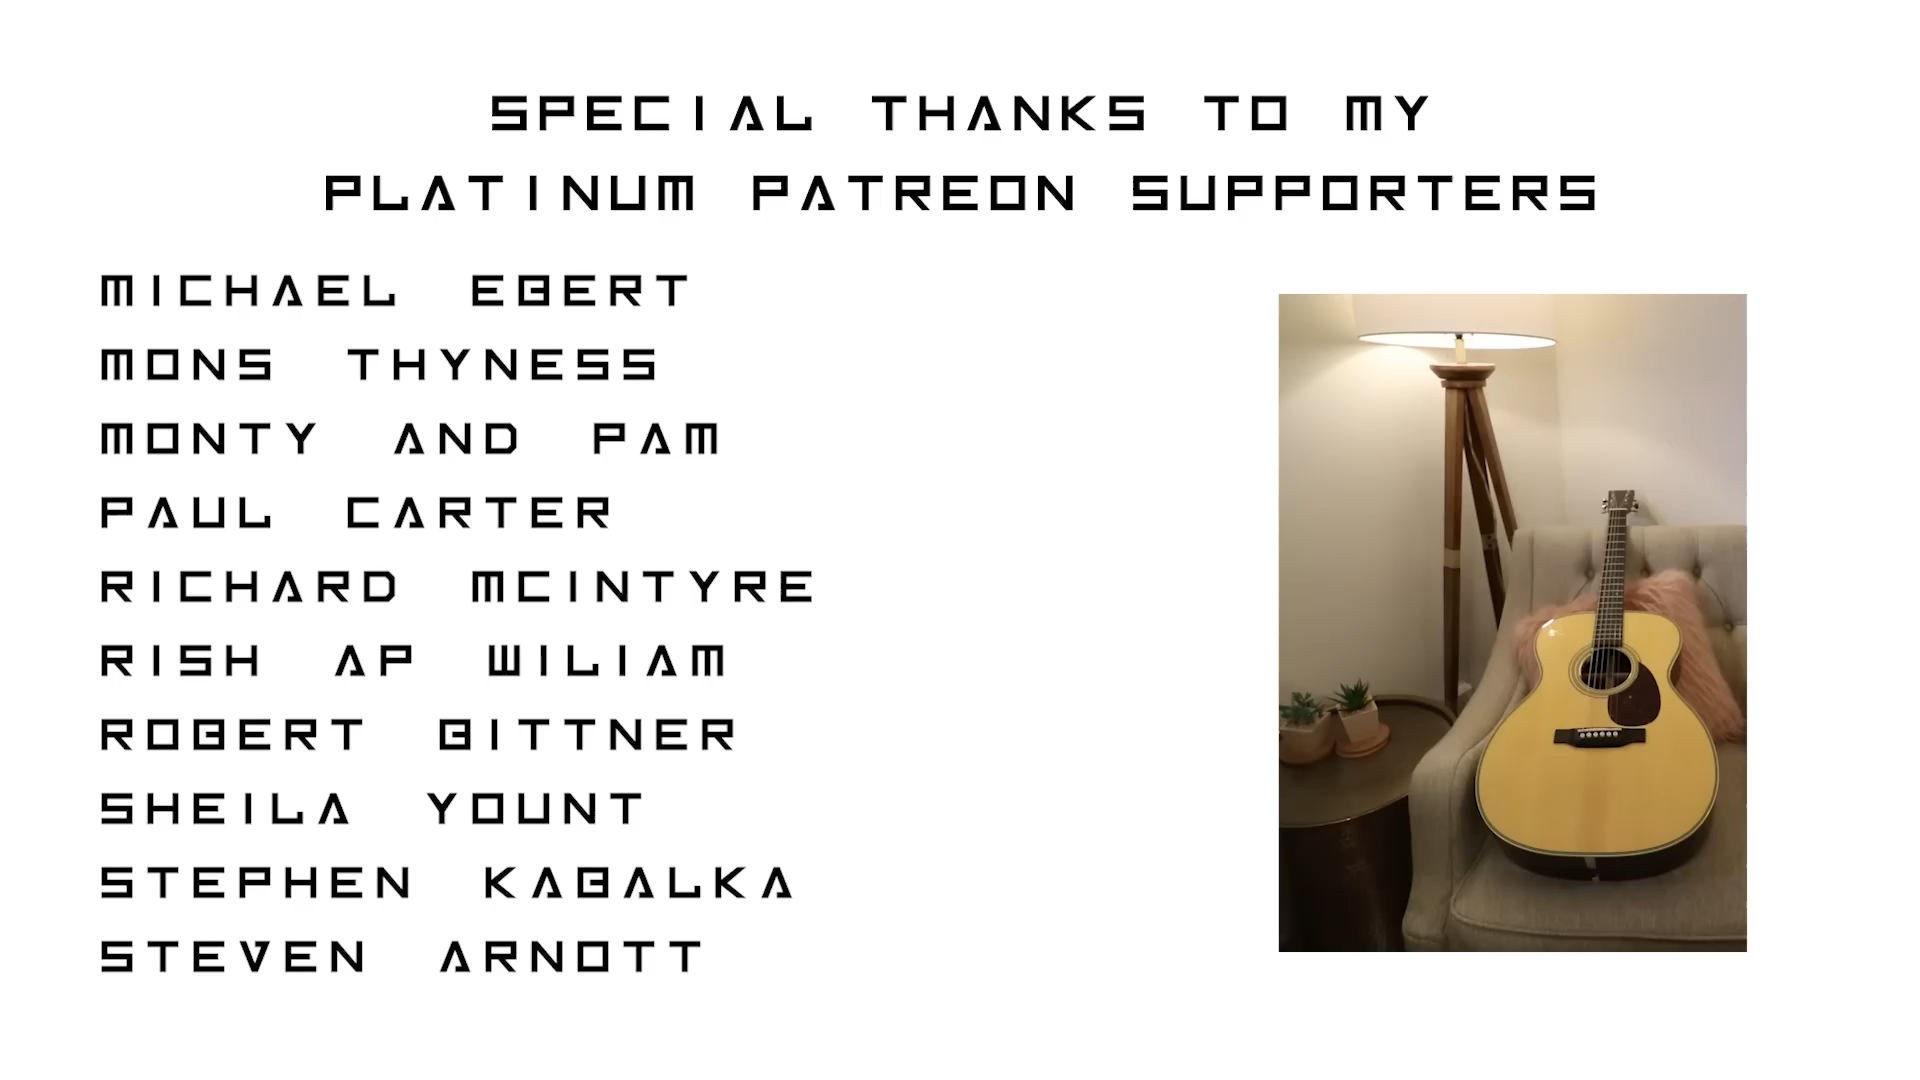 SPECIAL THANKS TO MY
PLATINUM PATREON SUPPORTERS
MICHAEL EBERT
MONS THYNESS
MONTY AND PAM
PAUL CARTER
RICHARD MCINTYRE
RISH AP WILIAM
ROBERT BITTNER
SHEILA YOUNT
STEPHEN KABALKA
STEVEN ARNOTT